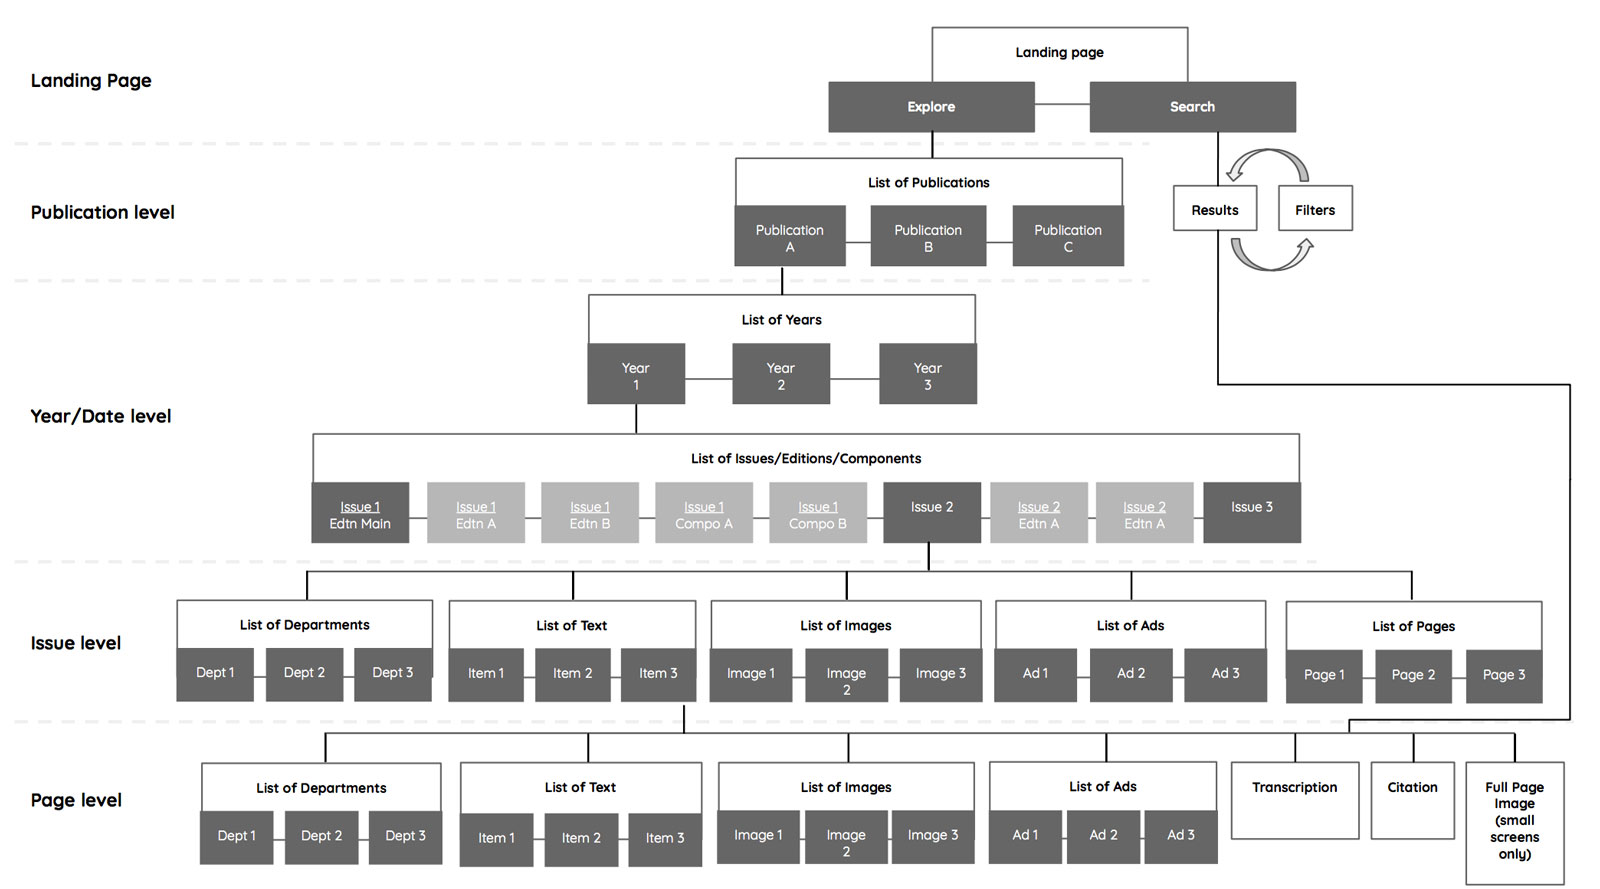 Landing page
Landing Page
Explore
Search
List of Publications
Publication level
Results
Filters
Publication
A
Publication
B
Publication
C
List of Years
Year
1
Year
2
Year
3
Year/Date level
List of Issues/Editions/Components
Issue 1
Edtn Main
Issue 1
Edtn A
Issue 1
Edtn B
Issue 1
Compo A
Issue 1
Compo B
Issue 2
Issue 2
Edtn A
Issue 2
Edtn A
Issue 3
Issue level
List of Departments
Dept 1
Dept 2
Dept 3
List of Text
Item 1
Item 2
Item 3
List of Images
Image 1
Image
2
Image 3
List of Ads
Ad 1
Ad 2
Ad 3
List of Pages
Page 1
Page 2
Page 3
Page level
List of Departments
Dept 1
Dept 2
Dept 3
List of Text
Item 1
Item 2
Item 3
List of Images
Image 1
Image
2
Image 3
List of Ads
Ad 1
Ad 2
Ad 3
Transcription
Citation
Full Page
Image
(small
screens
only)